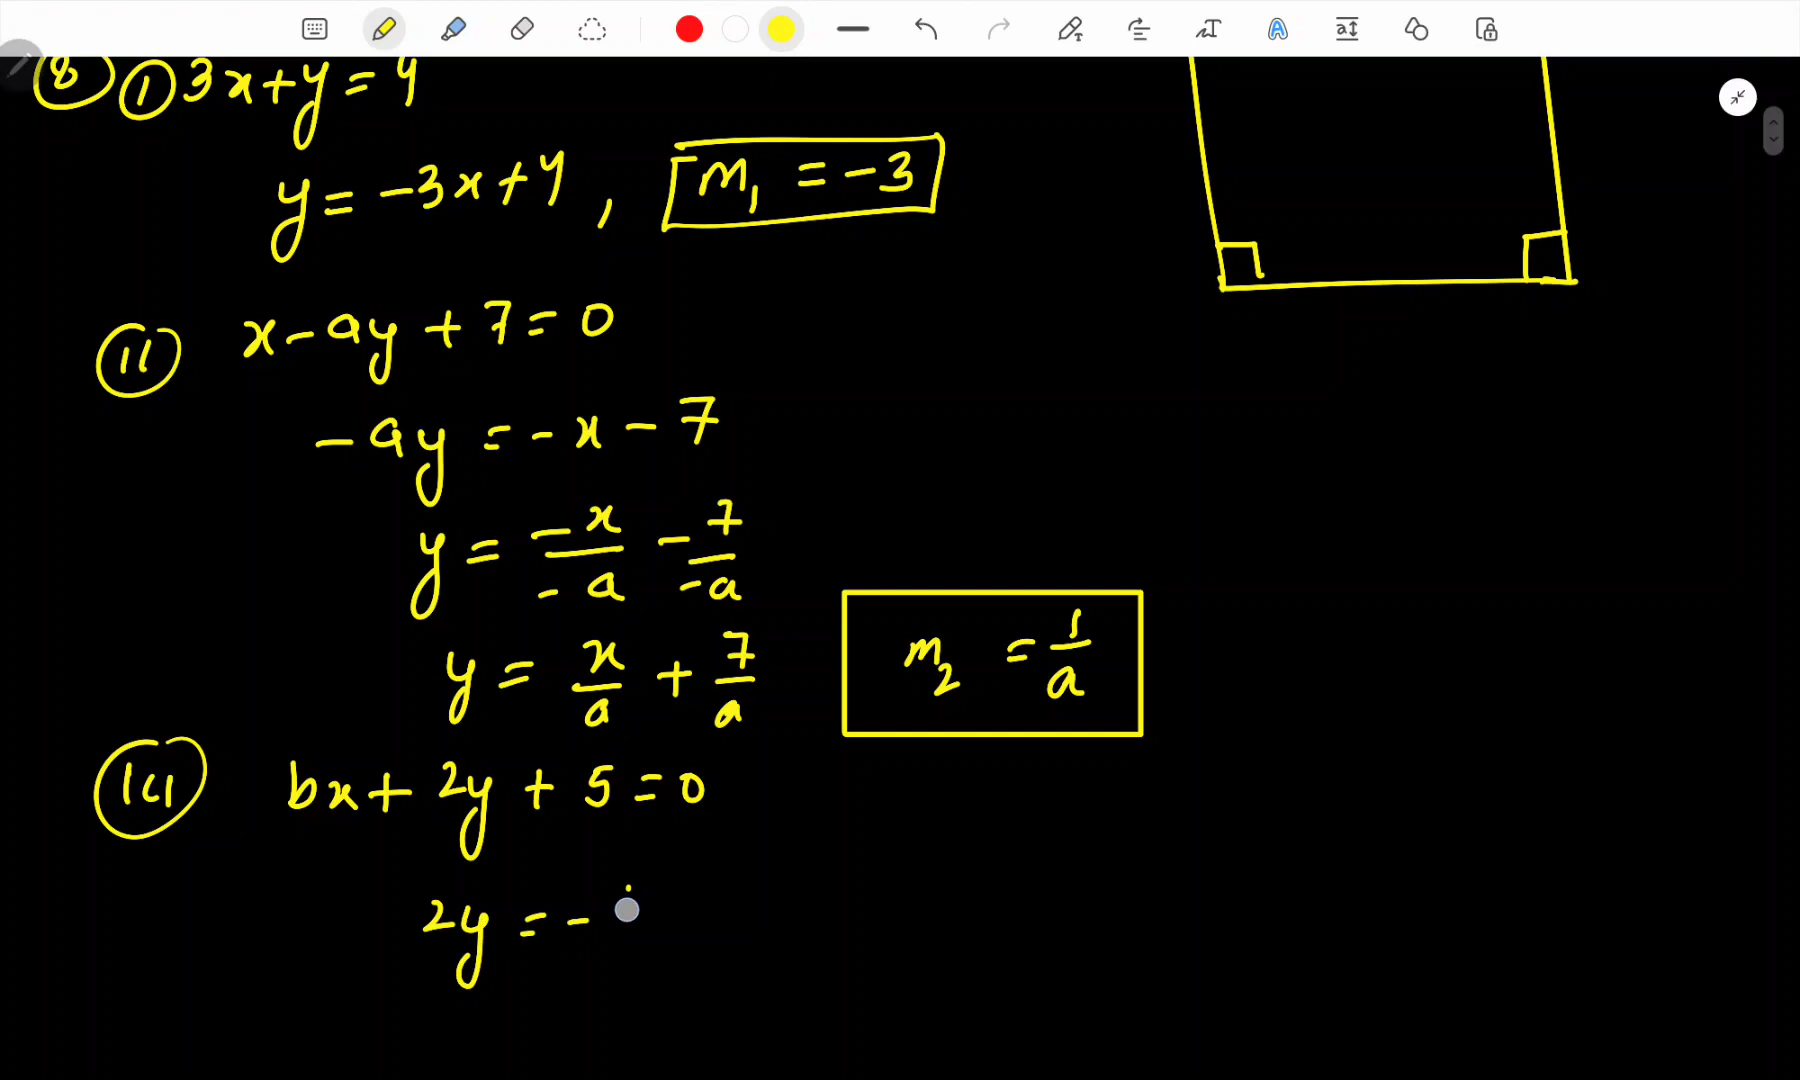 ⑧ ① 3x+y=4
y=-3x+4, m₁ = -3
(ii) x-ay+7=0
-ay = -x-7
y = -x/-a -7/-a
y = x/a + 7/a m₂ = 1/a
bx+2y+5=0
2y = -